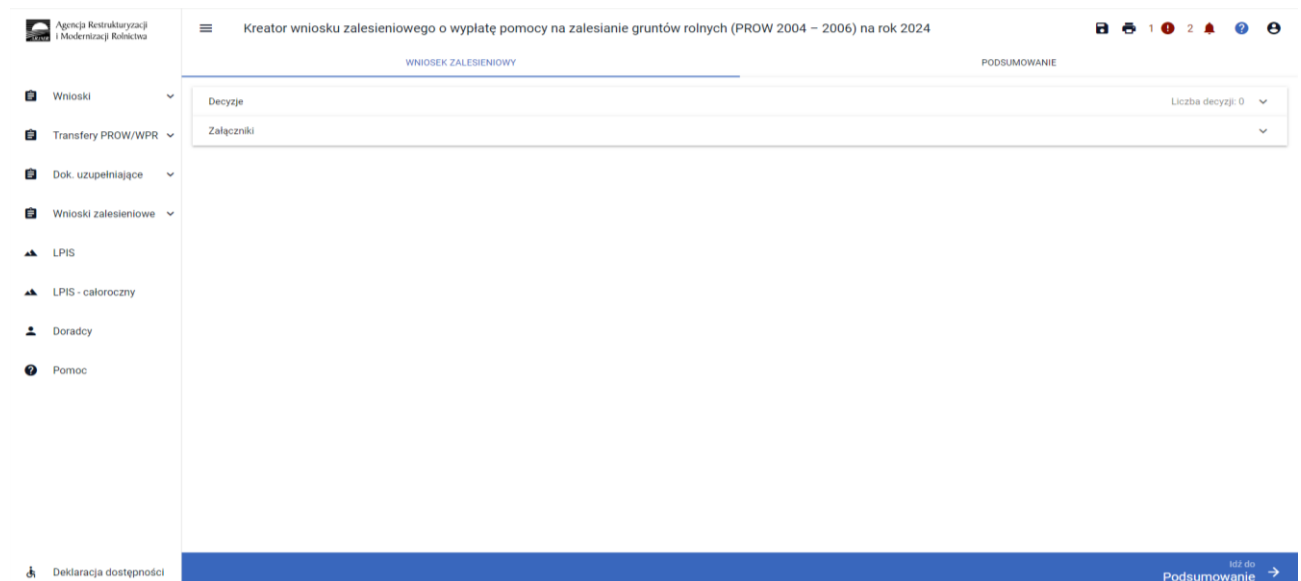 Agencja Restrukturyzacji
i Modernizacji Rolnictwa
Kreator wniosku zalesieniowego o wypłatę pomocy na zalesianie gruntów rolnych (PROW 2004 – 2006) na rok 2024
1
2
WNIOSEK ZALESIENIOWY
PODSUMOWANIE
Wnioski
Transfery PROW/WPR
Dok. uzupełniające
Wnioski zalesieniowe
LPIS
LPIS - całoroczny
Doradcy
Pomoc
Decyzje
Liczba decyzji: 0
Załączniki
Deklaracja dostępności
Idź do
Podsumowanie